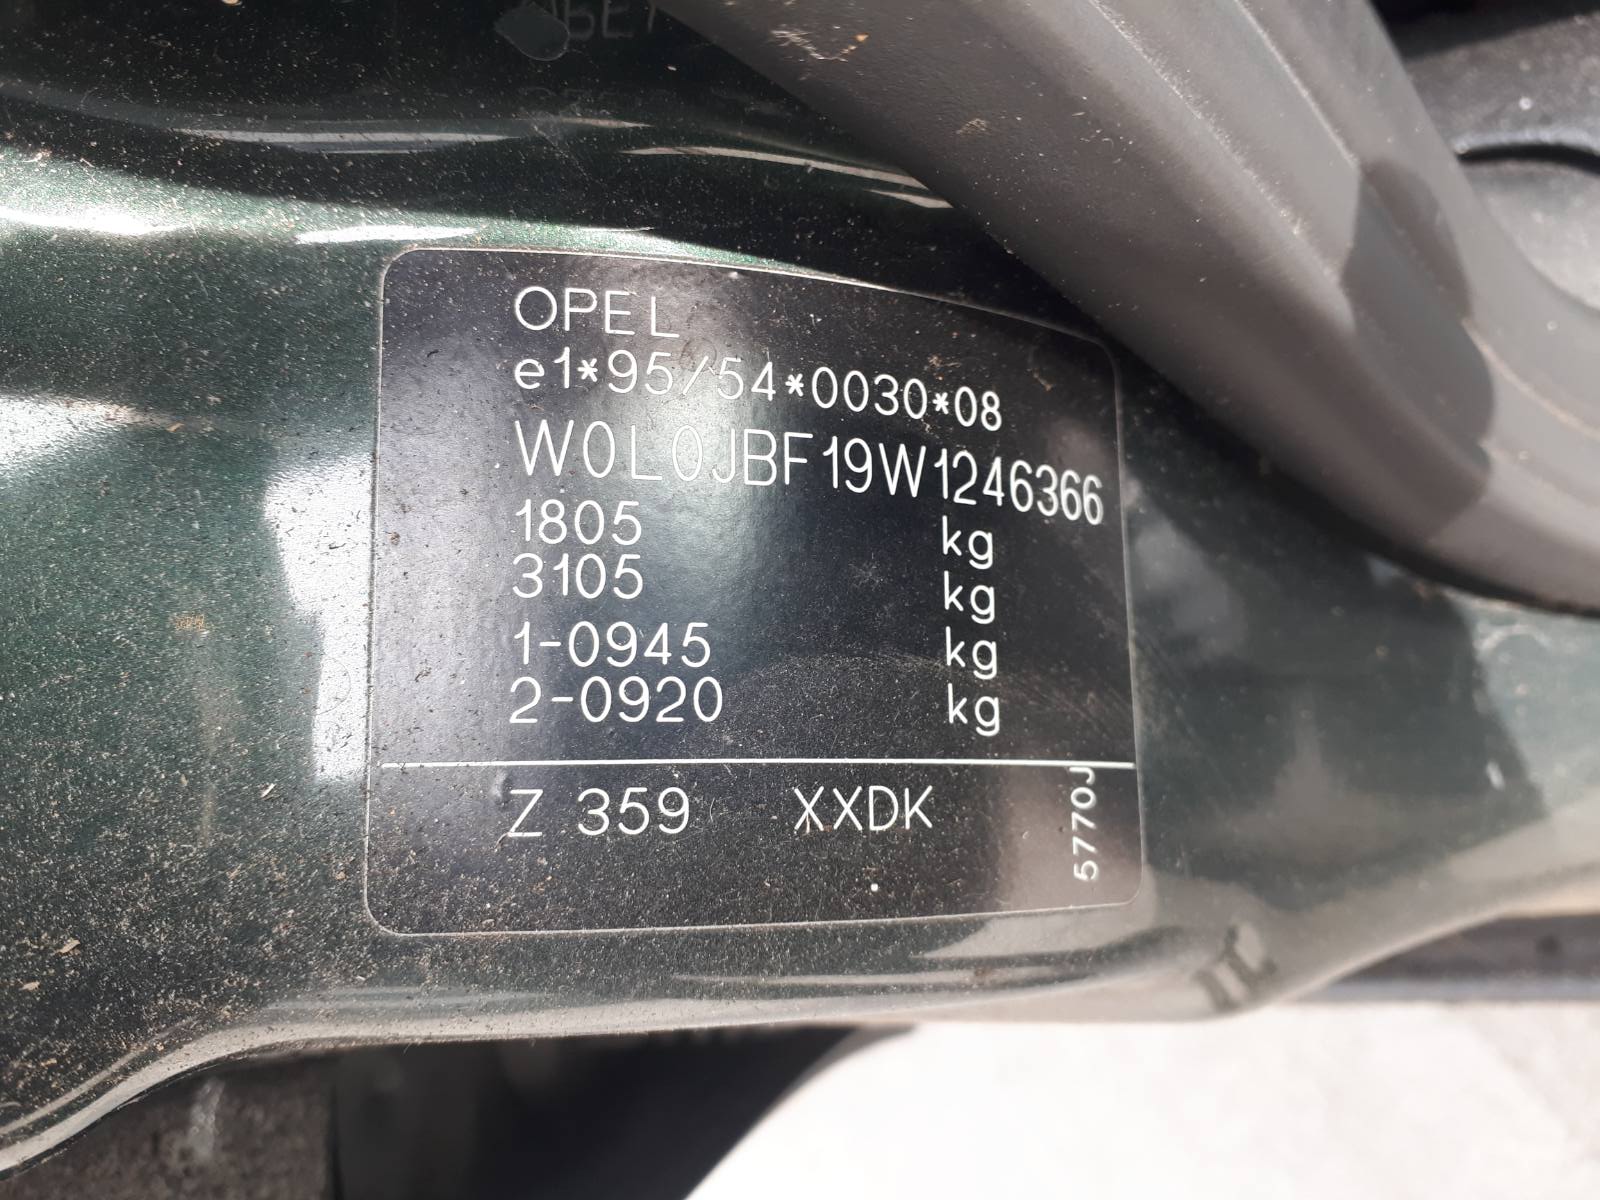 OPEL
e1*95/54*0030*08
W0L0JBF19W1246366
1805 kg
3105 kg
1-0945 kg
2-0920 kg
Z 359 XXDK
5770J